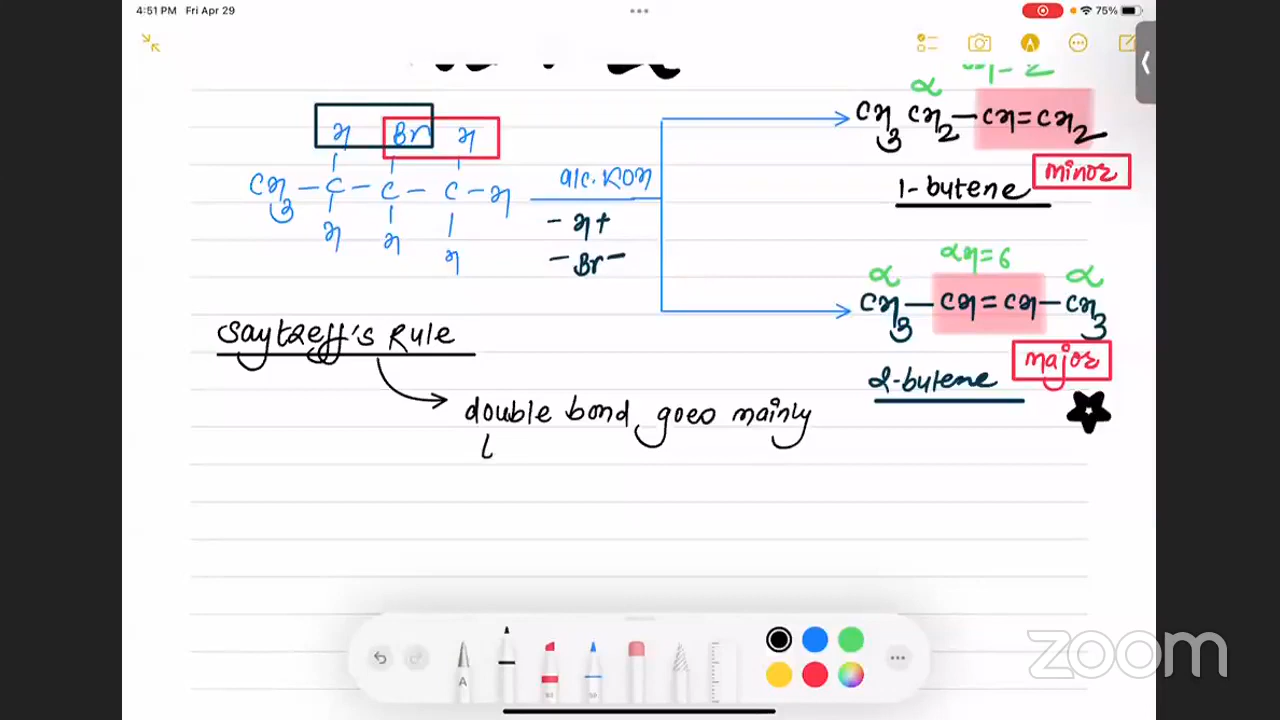 4:51 PM Fri Apr 29
75%
α
CH3 CH2 — CH = CH2
minor
1-butene
H Br H
CH3 — C — C — C — H
H H H
alc. KOH
- H+
- Br-
αH = 6
α α
CH3 — CH = CH — CH3
major
2-butene
Saytzeff's Rule
double bond goes mainly
A
zoom